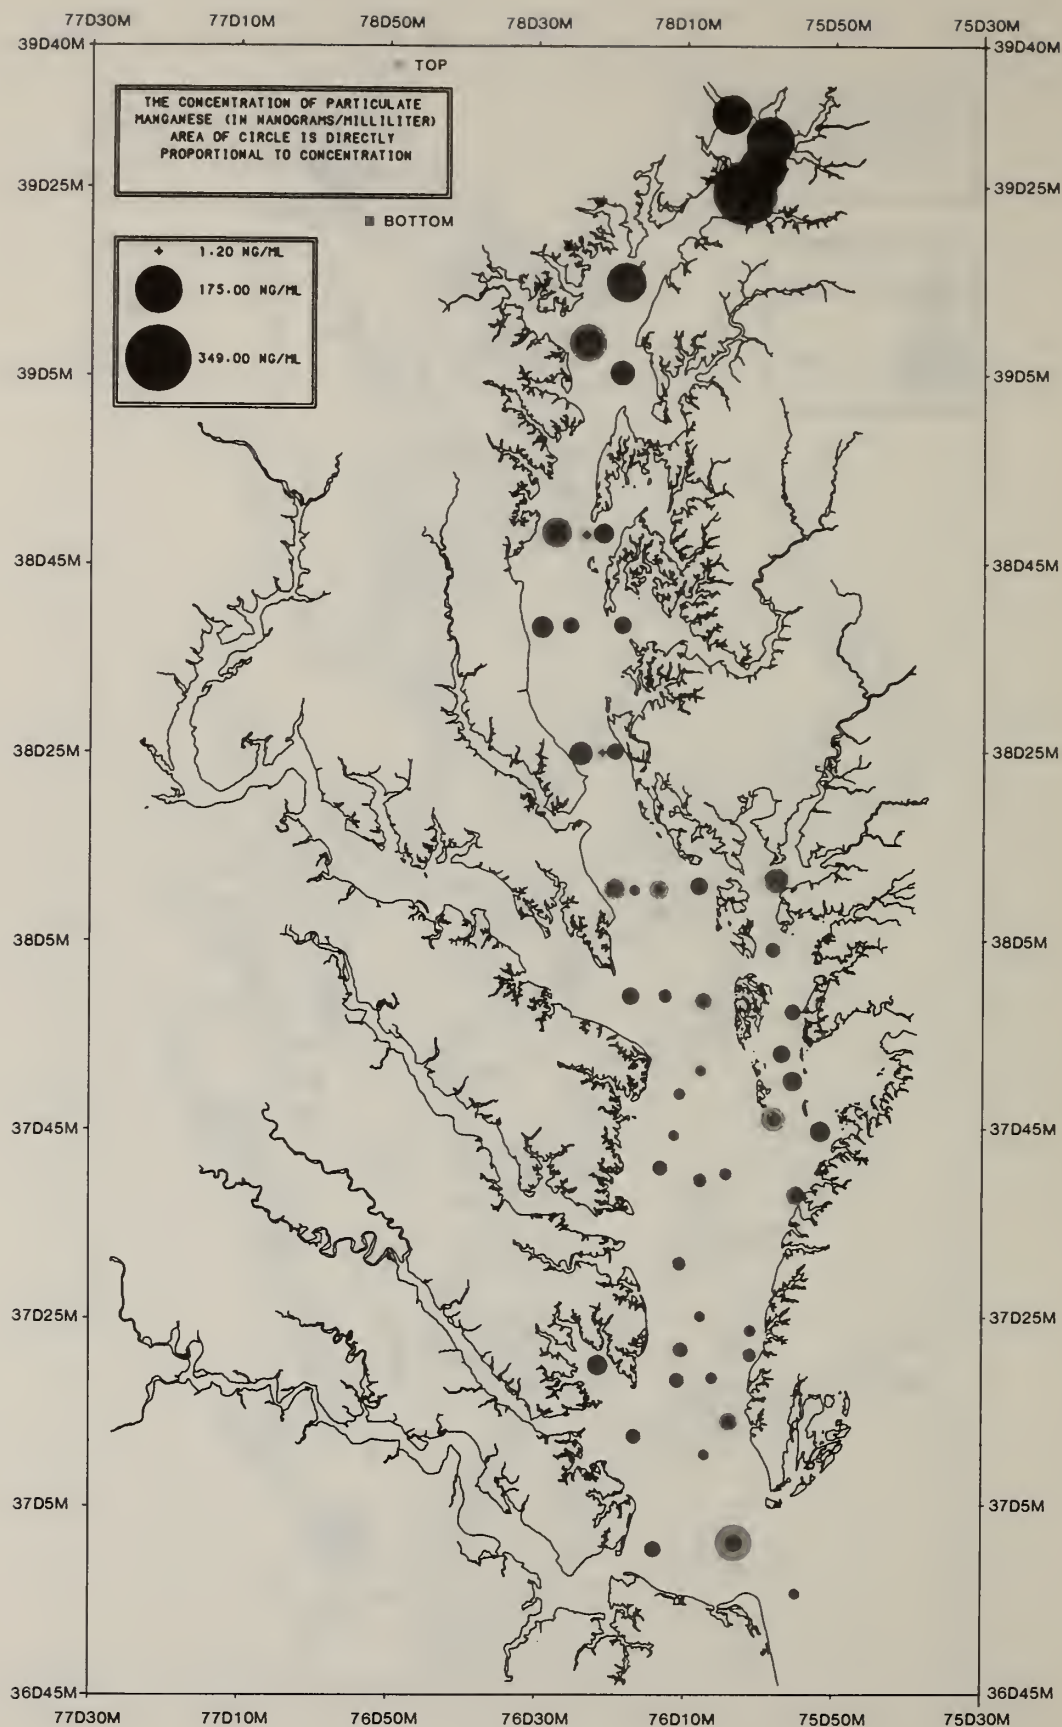 77D30M 77D10M 78D50M 78D30M 78D10M 75D50M 75D30M
39D40M 39D40M
TOP
THE CONCENTRATION OF PARTICULATE
MANGANESE (IN NANOGRAMS/MILLILITER)
AREA OF CIRCLE IS DIRECTLY
PROPORTIONAL TO CONCENTRATION
39D25M 39D25M
BOTTOM
1.20 NG/ML
175.00 NG/ML
349.00 NG/ML
39D5M 39D5M
38D45M 38D45M
38D25M 38D25M
38D5M 38D5M
37D45M 37D45M
37D25M 37D25M
37D5M 37D5M
36D45M 36D45M
77D30M 77D10M 76D50M 76D30M 76D10M 75D50M 75D30M